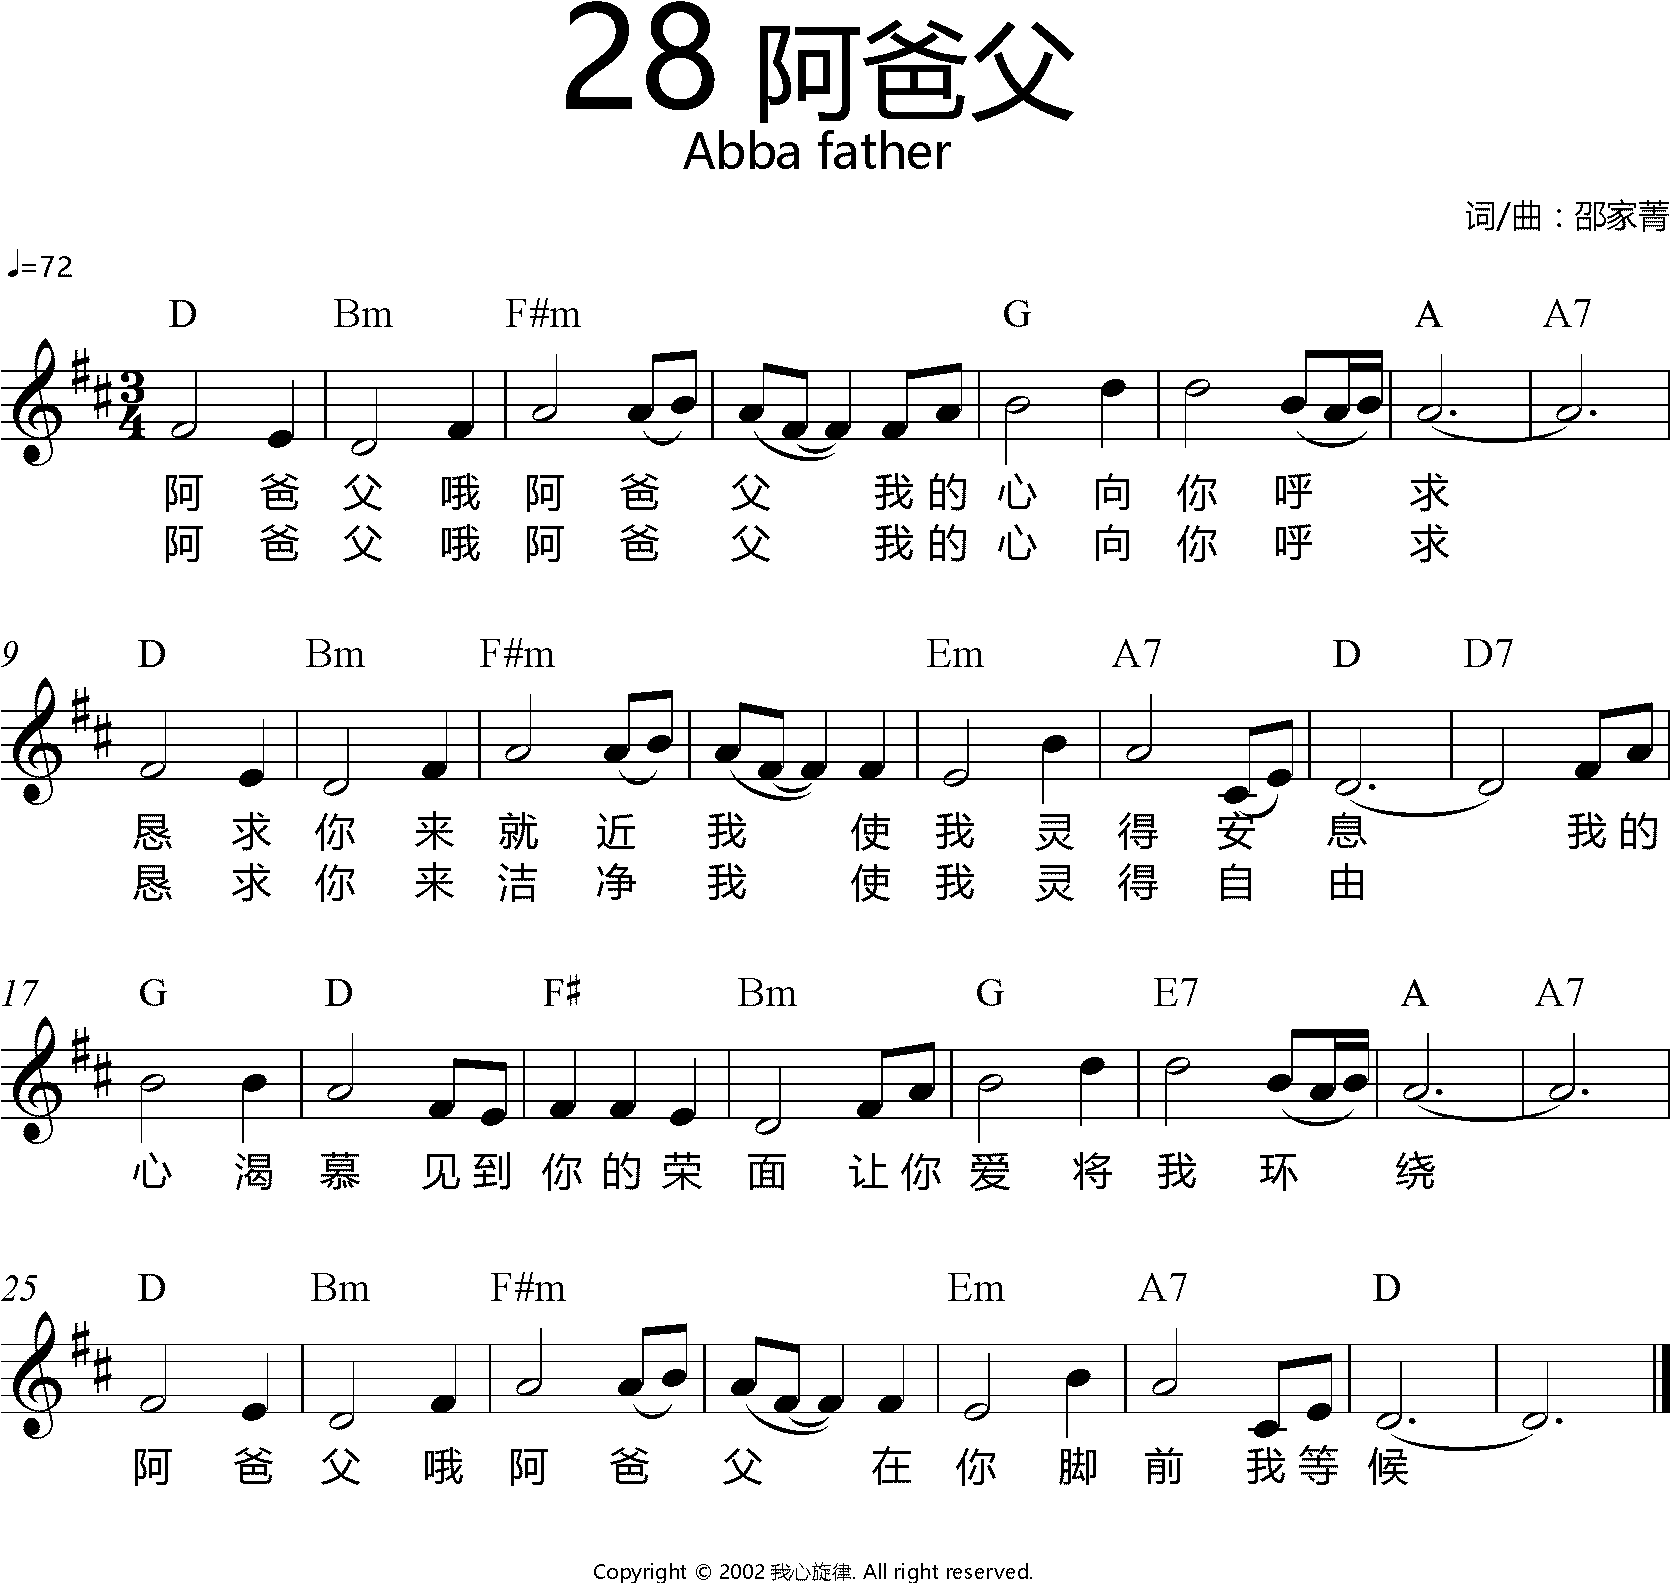 28 阿爸父
Abba father
词/曲：邵家菁
♩=72
D Bm F#m G A A7
3/4
阿 爸 父 哦 阿 爸 父 我 的 心 向 你 呼 求
阿 爸 父 哦 阿 爸 父 我 的 心 向 你 呼 求
9 D Bm F#m Em A7 D D7
恳 求 你 来 就 近 我 使 我 灵 得 安 息 我 的
恳 求 你 来 洁 净 我 使 我 灵 得 自 由
17 G D F♯ Bm G E7 A A7
心 渴 慕 见 到 你 的 荣 面 让 你 爱 将 我 环 绕
25 D Bm F#m Em A7 D
阿 爸 父 哦 阿 爸 父 在 你 脚 前 我 等 候
Copyright © 2002 我心旋律. All right reserved.